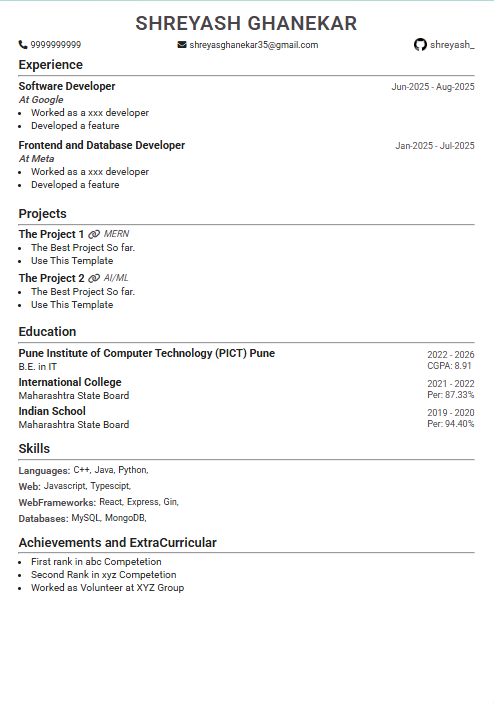 SHREYASH GHANEKAR
9999999999 shreyasghanekar35@gmail.com shreyash_
Experience
Software Developer Jun-2025 - Aug-2025
At Google
• Worked as a xxx developer
• Developed a feature
Frontend and Database Developer Jan-2025 - Jul-2025
At Meta
• Worked as a xxx developer
• Developed a feature
Projects
The Project 1 MERN
• The Best Project So far.
• Use This Template
The Project 2 AI/ML
• The Best Project So far.
• Use This Template
Education
Pune Institute of Computer Technology (PICT) Pune 2022 - 2026
B.E. in IT CGPA: 8.91
International College 2021 - 2022
Maharashtra State Board Per: 87.33%
Indian School 2019 - 2020
Maharashtra State Board Per: 94.40%
Skills
Languages: C++, Java, Python,
Web: Javascript, Typescipt,
WebFrameworks: React, Express, Gin,
Databases: MySQL, MongoDB,
Achievements and ExtraCurricular
• First rank in abc Competetion
• Second Rank in xyz Competetion
• Worked as Volunteer at XYZ Group